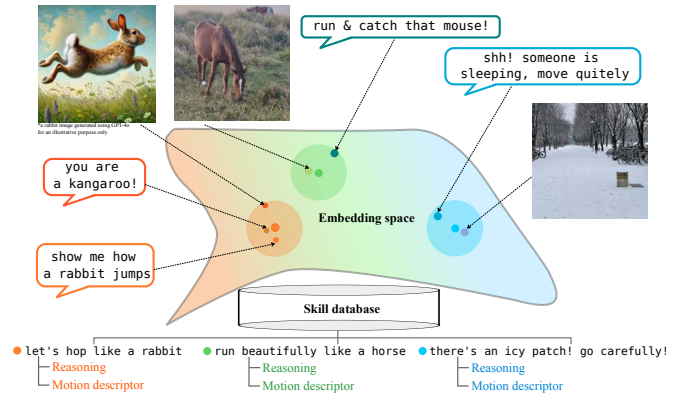 run & catch that mouse!
shh! someone is
sleeping, move quitely
*a rabbit image generated using GPT-4o
for an illustrative purpose only
you are
a kangaroo!
Embedding space
show me how
a rabbit jumps
Skill database
let's hop like a rabbit
Reasoning
Motion descriptor
run beautifully like a horse
Reasoning
Motion descriptor
there's an icy patch! go carefully!
Reasoning
Motion descriptor